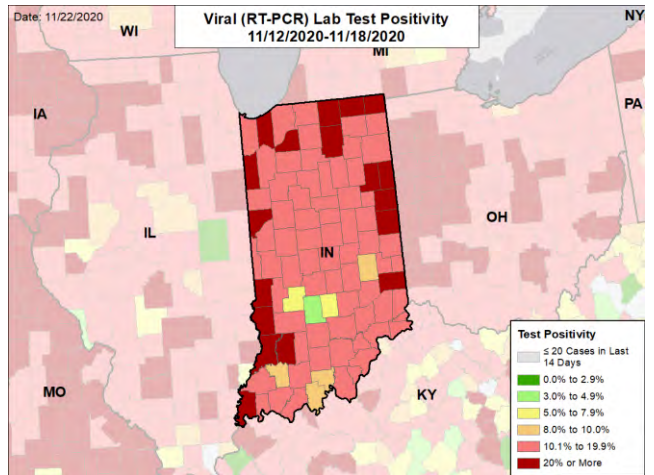 Date: 11/22/2020
Viral (RT-PCR) Lab Test Positivity
11/12/2020-11/18/2020
NY
WI
MI
IA
PA
IL
IN
OH
MO
KY
Test Positivity
≤ 20 Cases in Last
14 Days
0.0% to 2.9%
3.0% to 4.9%
5.0% to 7.9%
8.0% to 10.0%
10.1% to 19.9%
20% or More